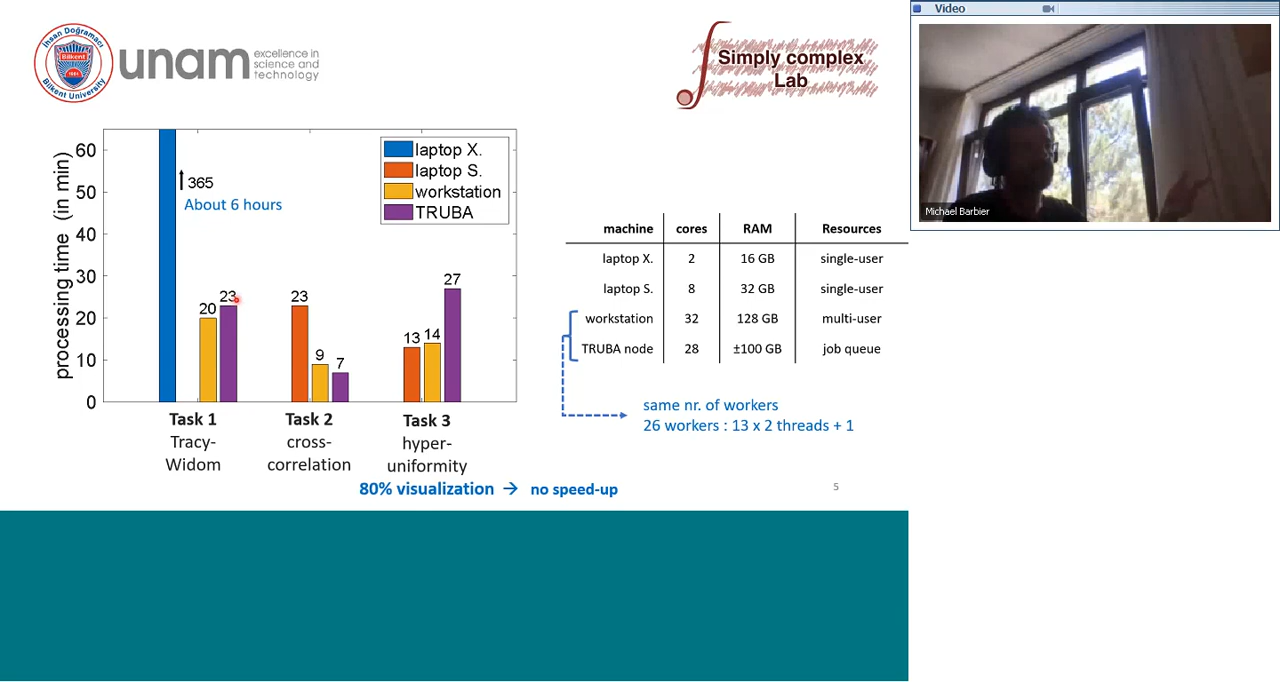 İhsan Doğramacı
Bilkent
Bilkent University
unam
excellence in
science and
technology
Simply complex
Lab
Video
Michael Barbier
processing time (in min)
60
50
40
30
20
10
0
laptop X.
laptop S.
workstation
TRUBA
365
About 6 hours
20
23
23
9
7
13
14
27
Task 1
Tracy-
Widom
Task 2
cross-
correlation
Task 3
hyper-
uniformity
80% visualization → no speed-up
machine cores RAM Resources
laptop X. 2 16 GB single-user
laptop S. 8 32 GB single-user
workstation 32 128 GB multi-user
TRUBA node 28 ±100 GB job queue
same nr. of workers
26 workers : 13 x 2 threads + 1
5